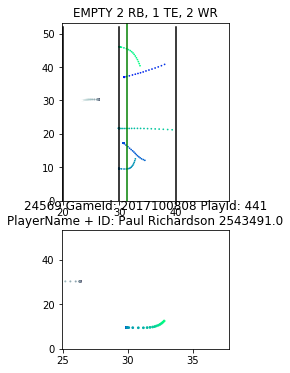 EMPTY 2 RB, 1 TE, 2 WR
50
40
30
20
10
0
20 30 40
24569 GameId: 2017100808 PlayId: 441
PlayerName + ID: Paul Richardson 2543491.0
40
20
0
25 30 35